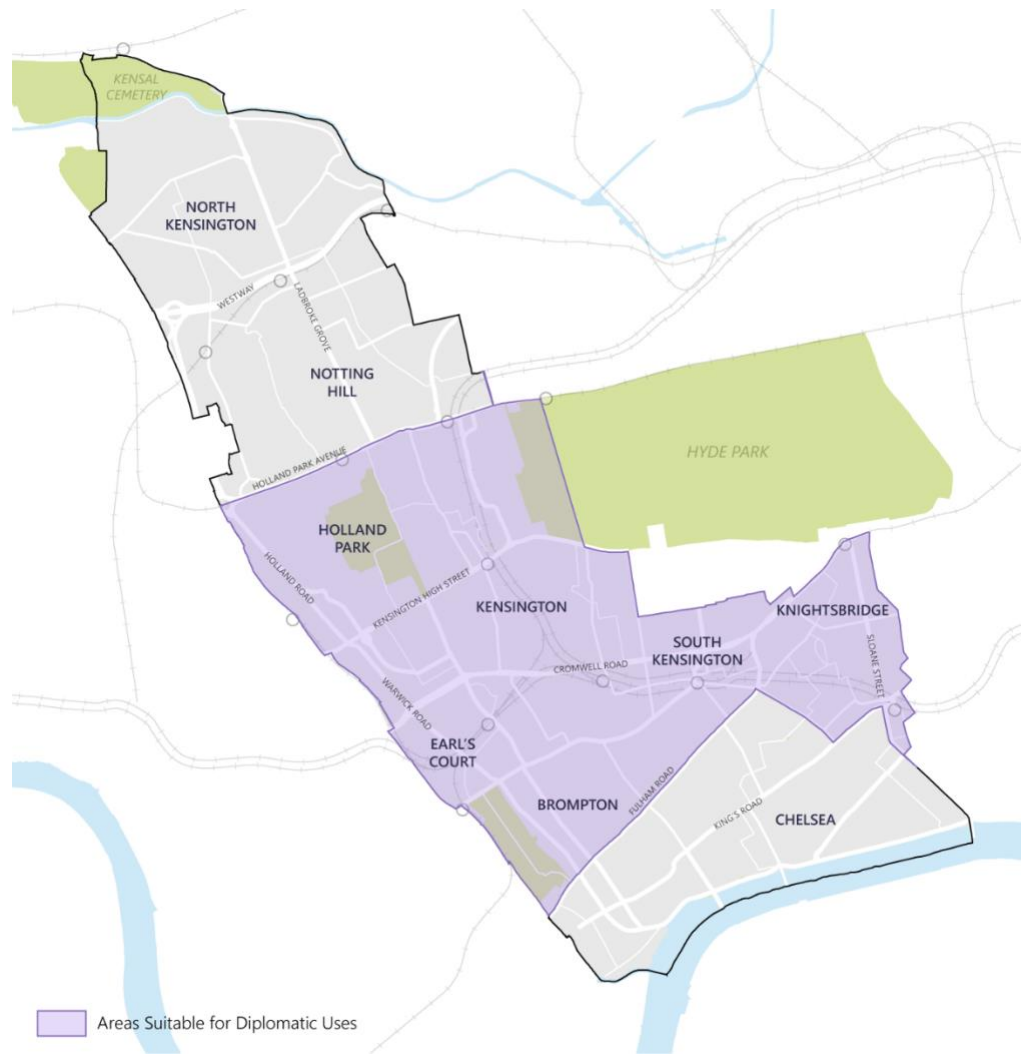 KENSAL
CEMETERY
NORTH
KENSINGTON
WESTWAY
LADBROKE GROVE
NOTTING
HILL
HYDE PARK
HOLLAND PARK AVENUE
HOLLAND
PARK
HOLLAND ROAD
KENSINGTON HIGH STREET
KENSINGTON
KNIGHTSBRIDGE
SOUTH
KENSINGTON
SLOANE STREET
CROMWELL ROAD
WARWICK ROAD
EARL'S
COURT
BROMPTON
FULHAM ROAD
KING'S ROAD
CHELSEA
Areas Suitable for Diplomatic Uses